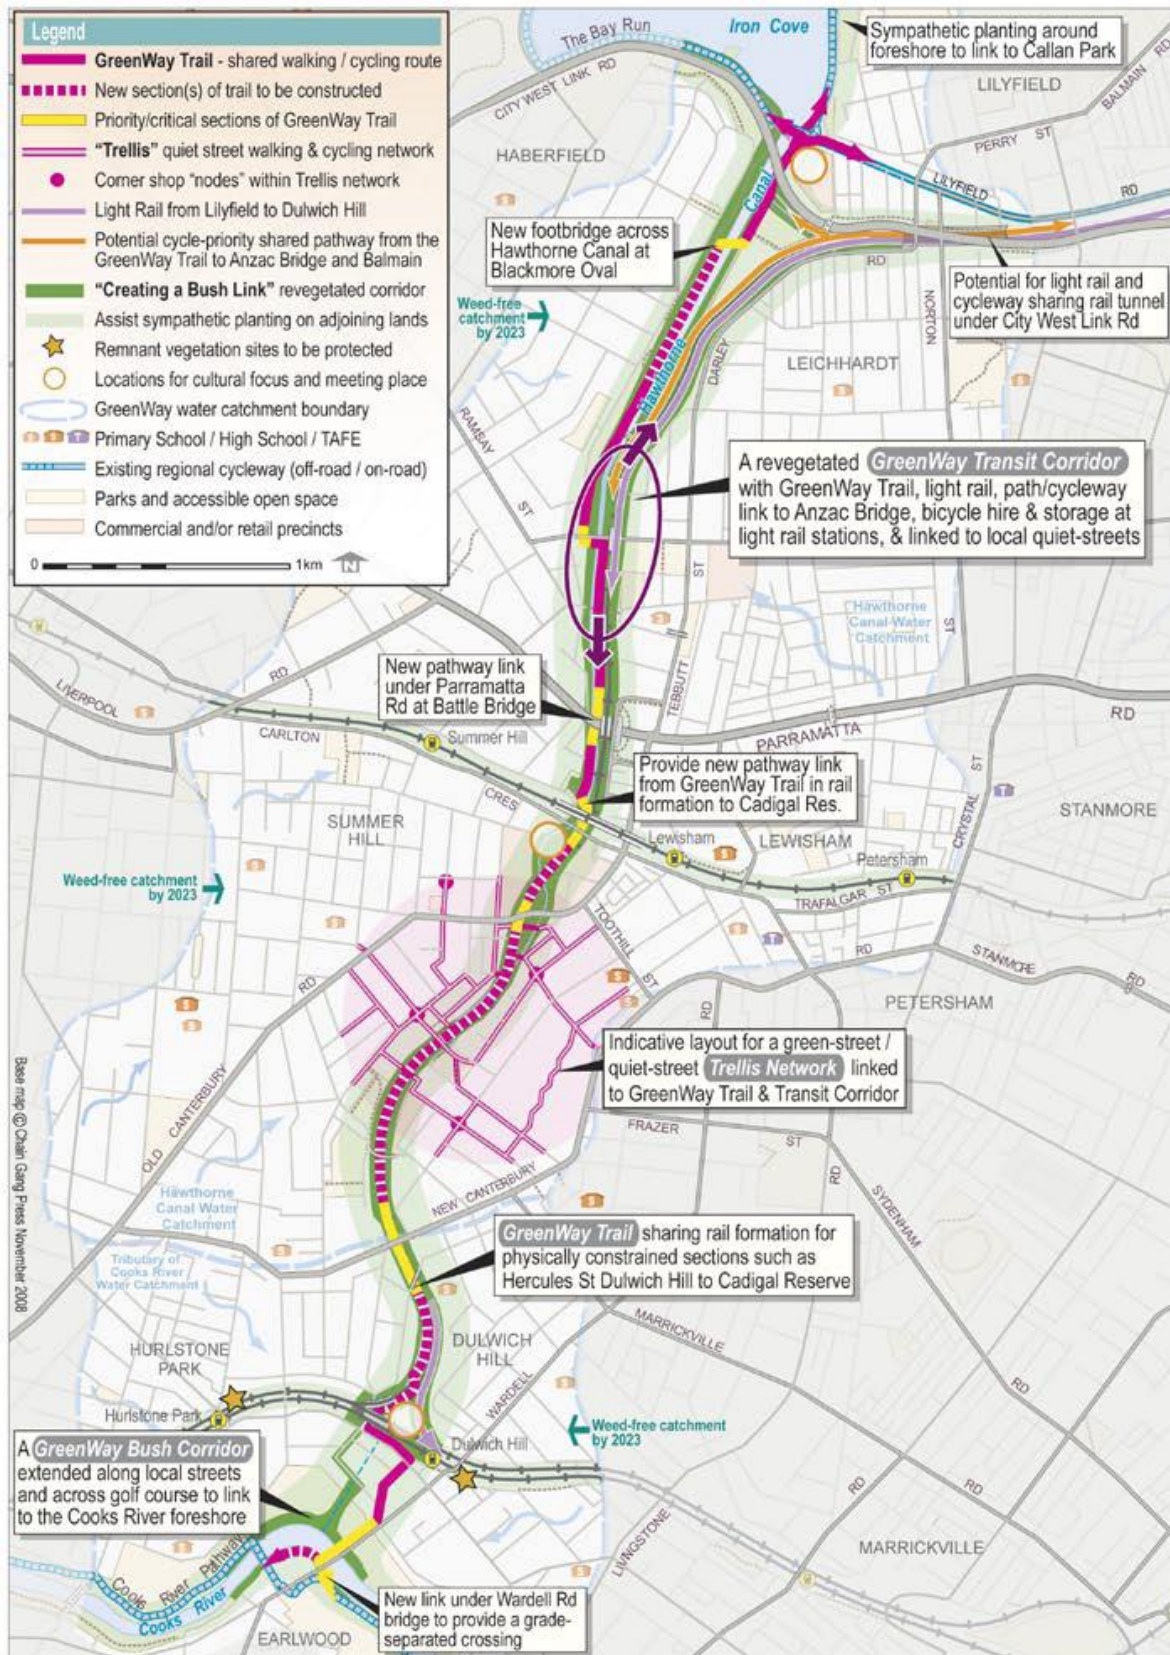 Legend
GreenWay Trail - shared walking / cycling route
New section(s) of trail to be constructed
Priority/critical sections of GreenWay Trail
“Trellis” quiet street walking & cycling network
Corner shop “nodes” within Trellis network
Light Rail from Lilyfield to Dulwich Hill
Potential cycle-priority shared pathway from the
GreenWay Trail to Anzac Bridge and Balmain
“Creating a Bush Link” revegetated corridor
Assist sympathetic planting on adjoining lands
Remnant vegetation sites to be protected
Locations for cultural focus and meeting place
GreenWay water catchment boundary
Primary School / High School / TAFE
Existing regional cycleway (off-road / on-road)
Parks and accessible open space
Commercial and/or retail precincts
0 1km N
The Bay Run
Iron Cove
Sympathetic planting around
foreshore to link to Callan Park
CITY WEST LINK RD
LILYFIELD
BALMAIN RD
PERRY ST
HABERFIELD
LILYFIELD RD
Canal
New footbridge across
Hawthorne Canal at
Blackmore Oval
RD
Potential for light rail and
cycleway sharing rail tunnel
under City West Link Rd
Weed-free
catchment
by 2023
NORTON
Hawthorne
DARLEY
LEICHHARDT
RAMSAY
ST
A revegetated GreenWay Transit Corridor
with GreenWay Trail, light rail, path/cycleway
link to Anzac Bridge, bicycle hire & storage at
light rail stations, & linked to local quiet-streets
ST
Hawthorne
Canal Water
Catchment
ST
New pathway link
under Parramatta
Rd at Battle Bridge
RD
LIVERPOOL
TEBBUTT
RD
CARLTON
Summer Hill
PARRAMATTA
ST
Provide new pathway link
from GreenWay Trail in rail
formation to Cadigal Res.
CRES
T
STANMORE
SUMMER
HILL
Lewisham
LEWISHAM
CRYSTAL
Petersham
Weed-free catchment
by 2023
TRAFALGAR ST
TOOTHILL
ST
T
RD
STANMORE
RD
RD
PETERSHAM
RD
Indicative layout for a green-street /
quiet-street Trellis Network linked
to GreenWay Trail & Transit Corridor
Base map © Chain Gang Press November 2008
OLD CANTERBURY
FRAZER
ST
RD
NEW CANTERBURY
SYDENHAM
Hawthorne
Canal Water
Catchment
GreenWay Trail sharing rail formation for
physically constrained sections such as
Hercules St Dulwich Hill to Cadigal Reserve
Tributary of
Cooks River
Water Catchment
MARRICKVILLE
HURLSTONE
PARK
DULWICH
HILL
WARDELL
RD
Hurlstone Park
Dulwich Hill
Weed-free catchment
by 2023
A GreenWay Bush Corridor
extended along local streets
and across golf course to link
to the Cooks River foreshore
RD
RD
LIVINGSTONE
MARRICKVILLE
Cooks River Pathway
Cooks River
New link under Wardell Rd
bridge to provide a grade-
separated crossing
EARLWOOD